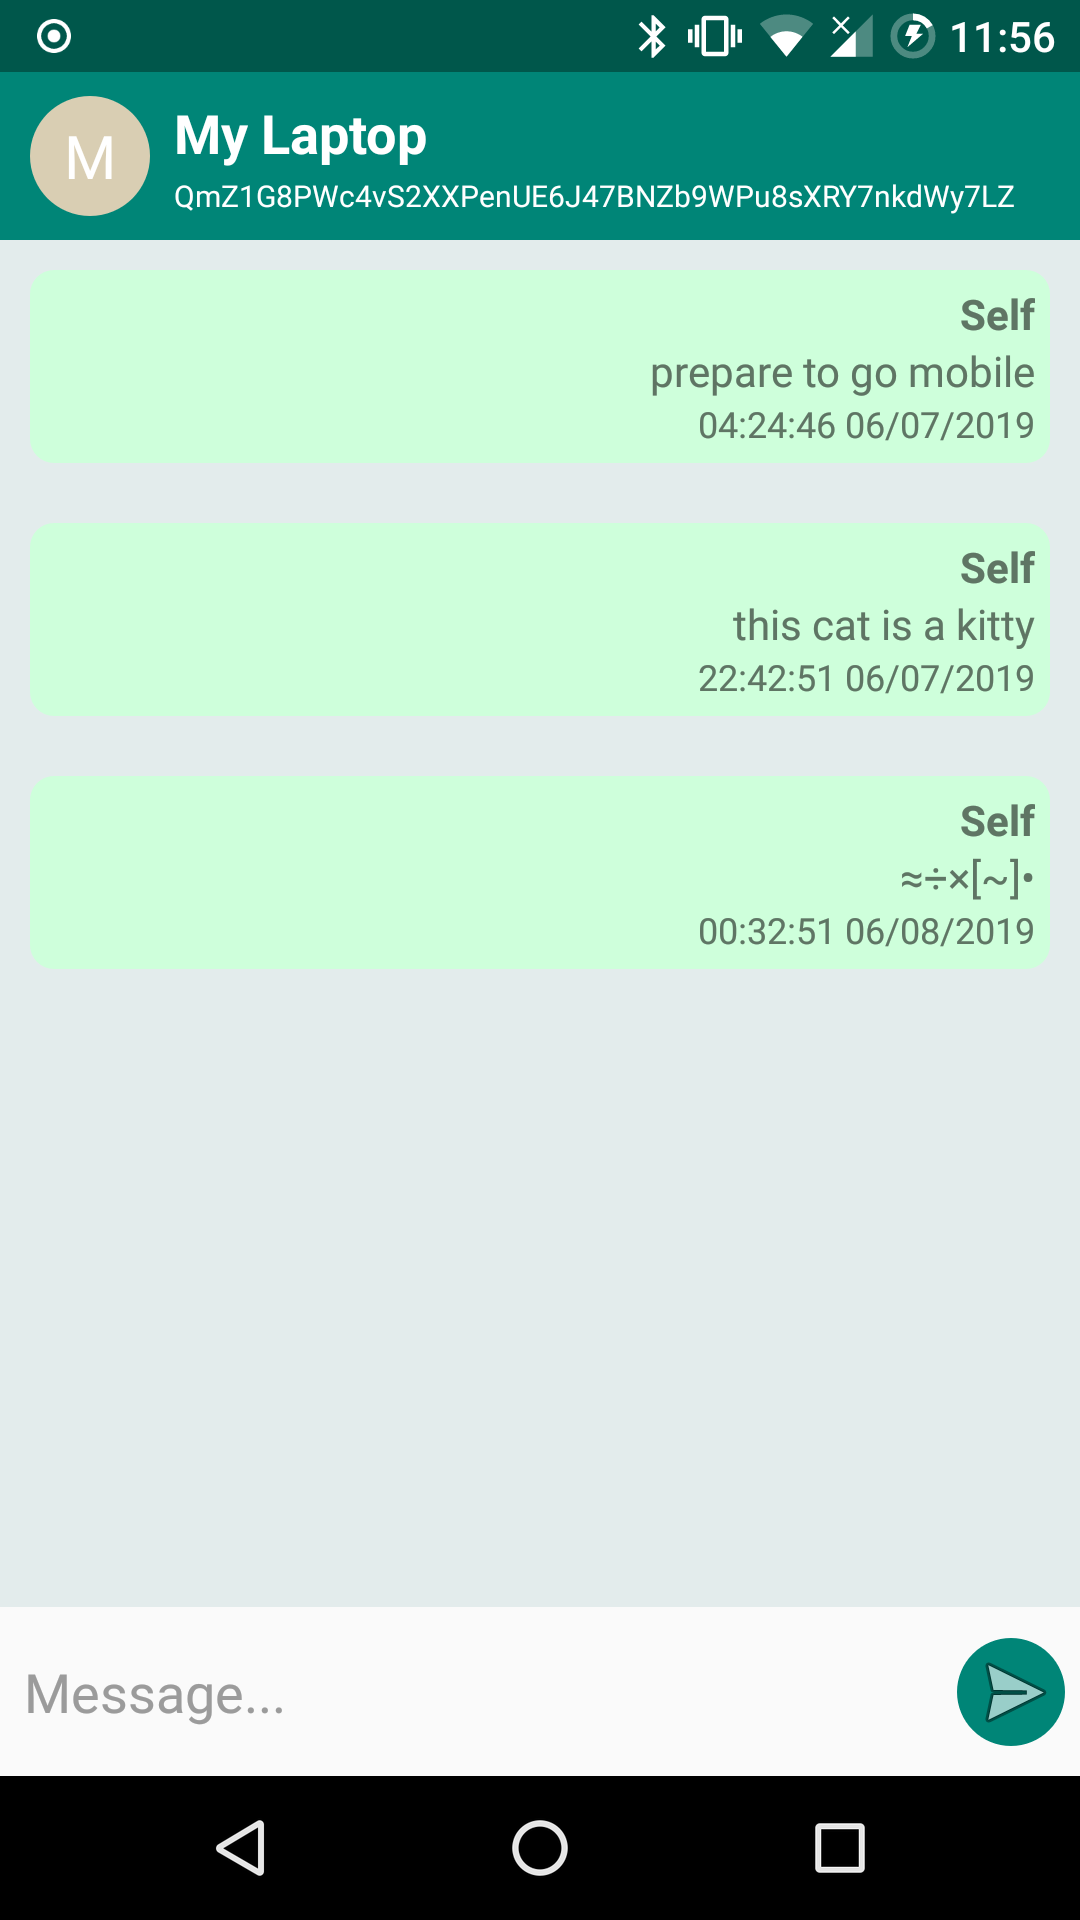 11:56
M
My Laptop
QmZ1G8PWc4vS2XXPenUE6J47BNZb9WPu8sXRY7nkdWy7LZ
Self
prepare to go mobile
04:24:46 06/07/2019
Self
this cat is a kitty
22:42:51 06/07/2019
Self
≈÷×[~]•
00:32:51 06/08/2019
Message...